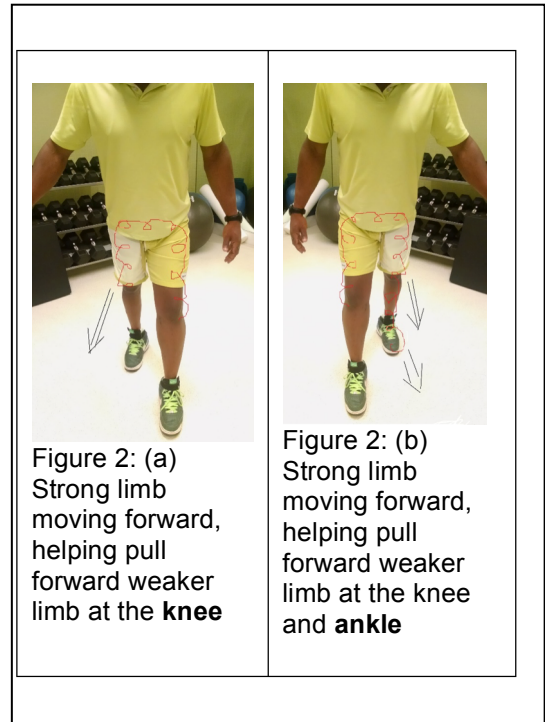 Figure 2: (a)
Strong limb
moving forward,
helping pull
forward weaker
limb at the knee
Figure 2: (b)
Strong limb
moving forward,
helping pull
forward weaker
limb at the knee
and ankle